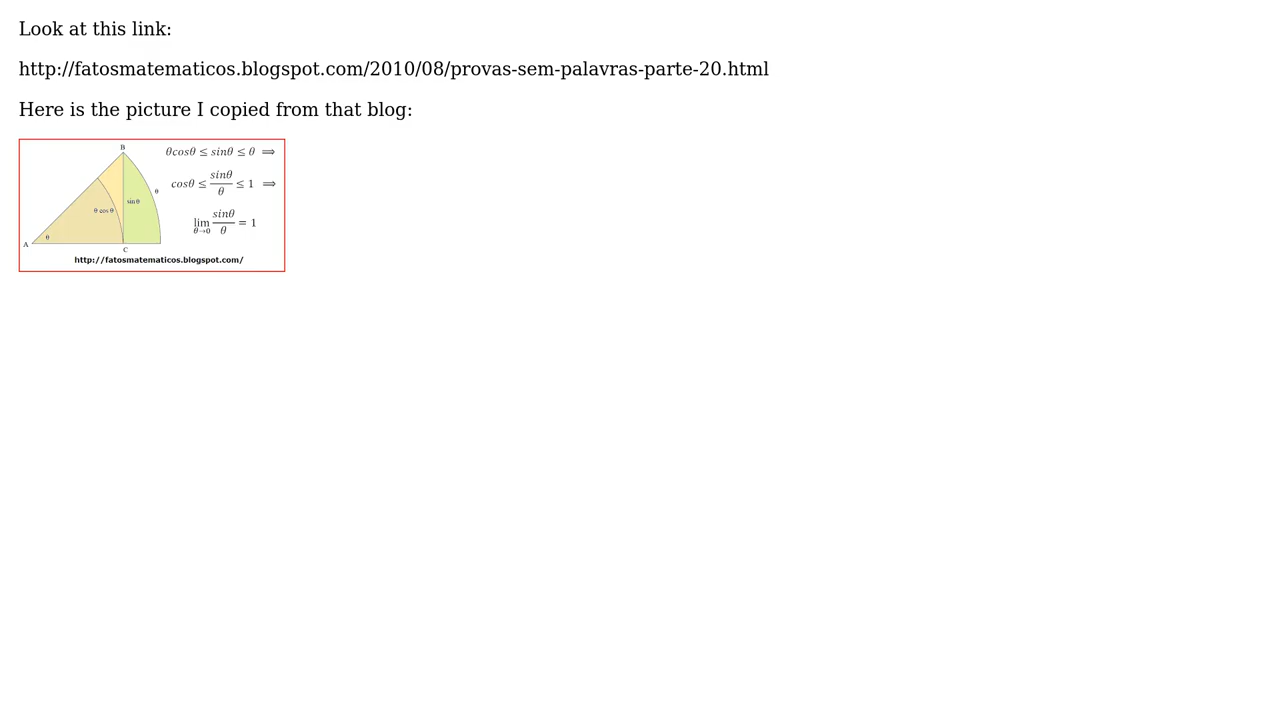 Look at this link:
http://fatosmatematicos.blogspot.com/2010/08/provas-sem-palavras-parte-20.html
Here is the picture I copied from that blog:
B
θcosθ ≤ sinθ ≤ θ ⟹
cosθ ≤ sinθ/θ ≤ 1 ⟹
θ
sin θ
θ cos θ
lim θ→0 sinθ/θ = 1
A
θ
C
http://fatosmatematicos.blogspot.com/